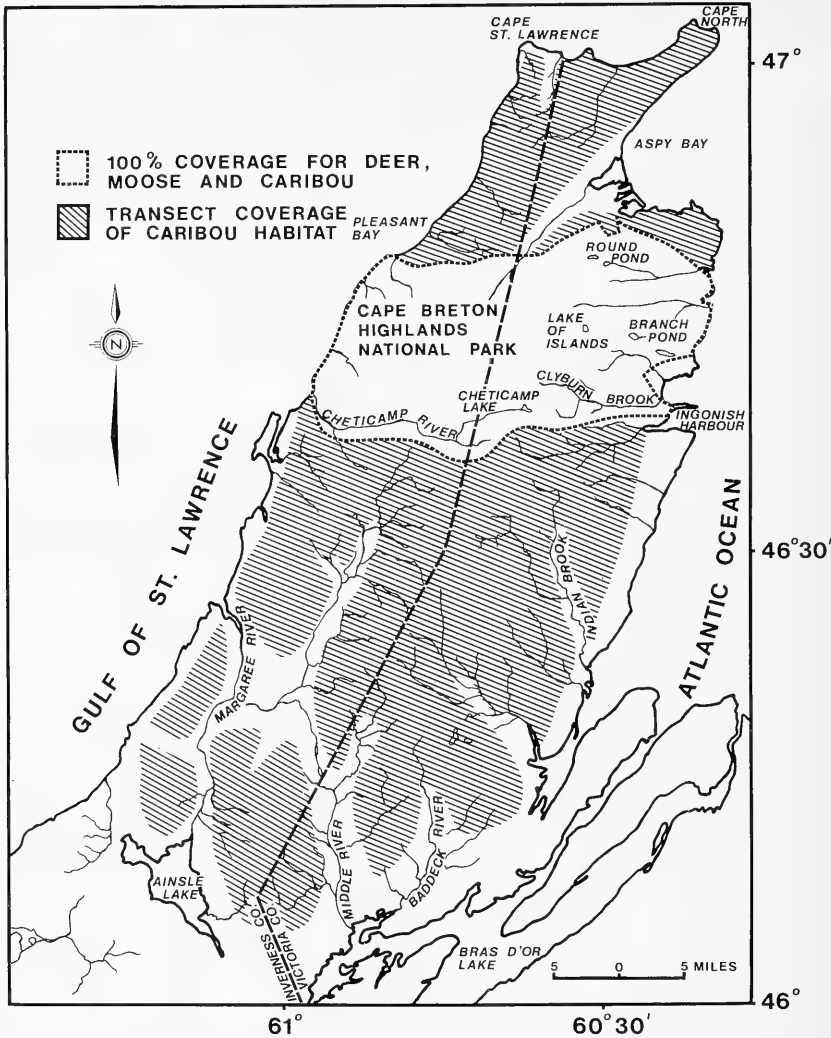 CAPE
NORTH
CAPE
ST. LAWRENCE
47°
ASPY BAY
100% COVERAGE FOR DEER,
MOOSE AND CARIBOU
TRANSECT COVERAGE
OF CARIBOU HABITAT
PLEASANT
BAY
ROUND
POND
N
CAPE BRETON
HIGHLANDS
NATIONAL PARK
LAKE
OF
ISLANDS
BRANCH
POND
CLYBURN BROOK
CHETICAMP
LAKE
CHETICAMP RIVER
INGONISH
HARBOUR
GULF OF ST. LAWRENCE
ATLANTIC OCEAN
46°30'
INDIAN BROOK
MARGAREE RIVER
MIDDLE RIVER
BADDECK RIVER
AINSLE
LAKE
INVERNESS CO.
VICTORIA CO.
BRAS D'OR
LAKE
5 0 5 MILES
46°
61°
60°30'